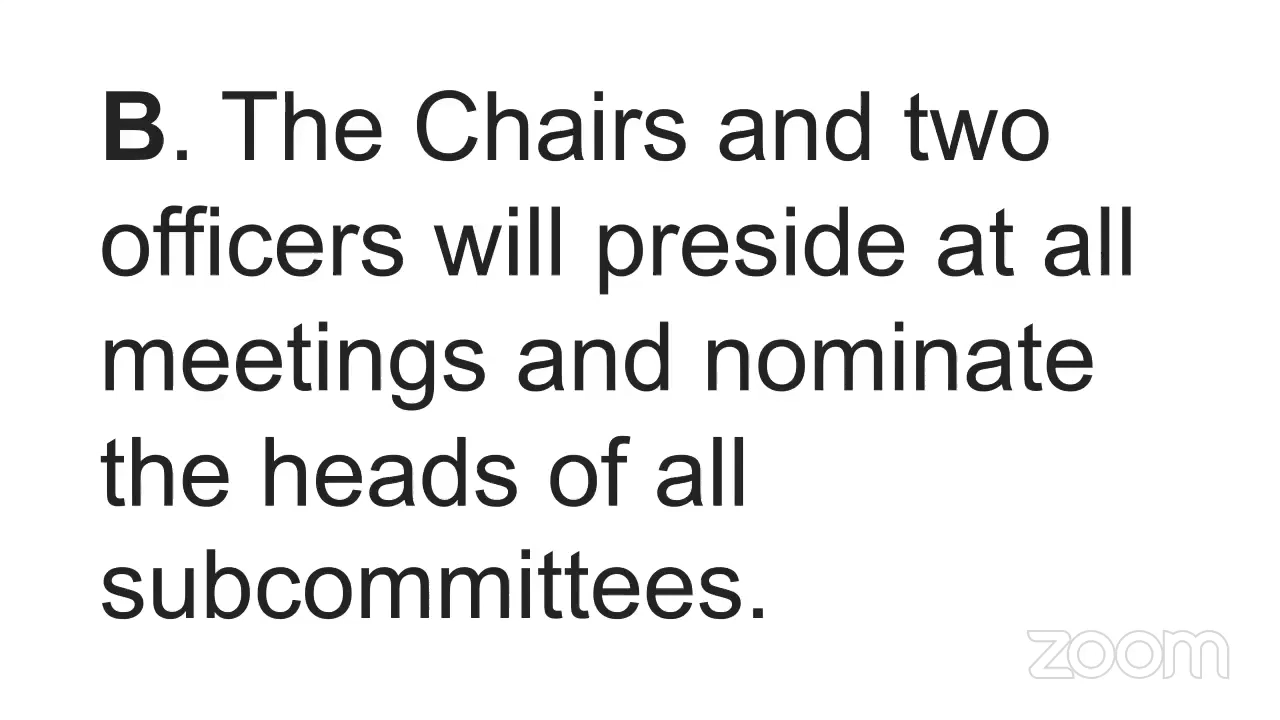 B. The Chairs and two
officers will preside at all
meetings and nominate
the heads of all
subcommittees.
zoom